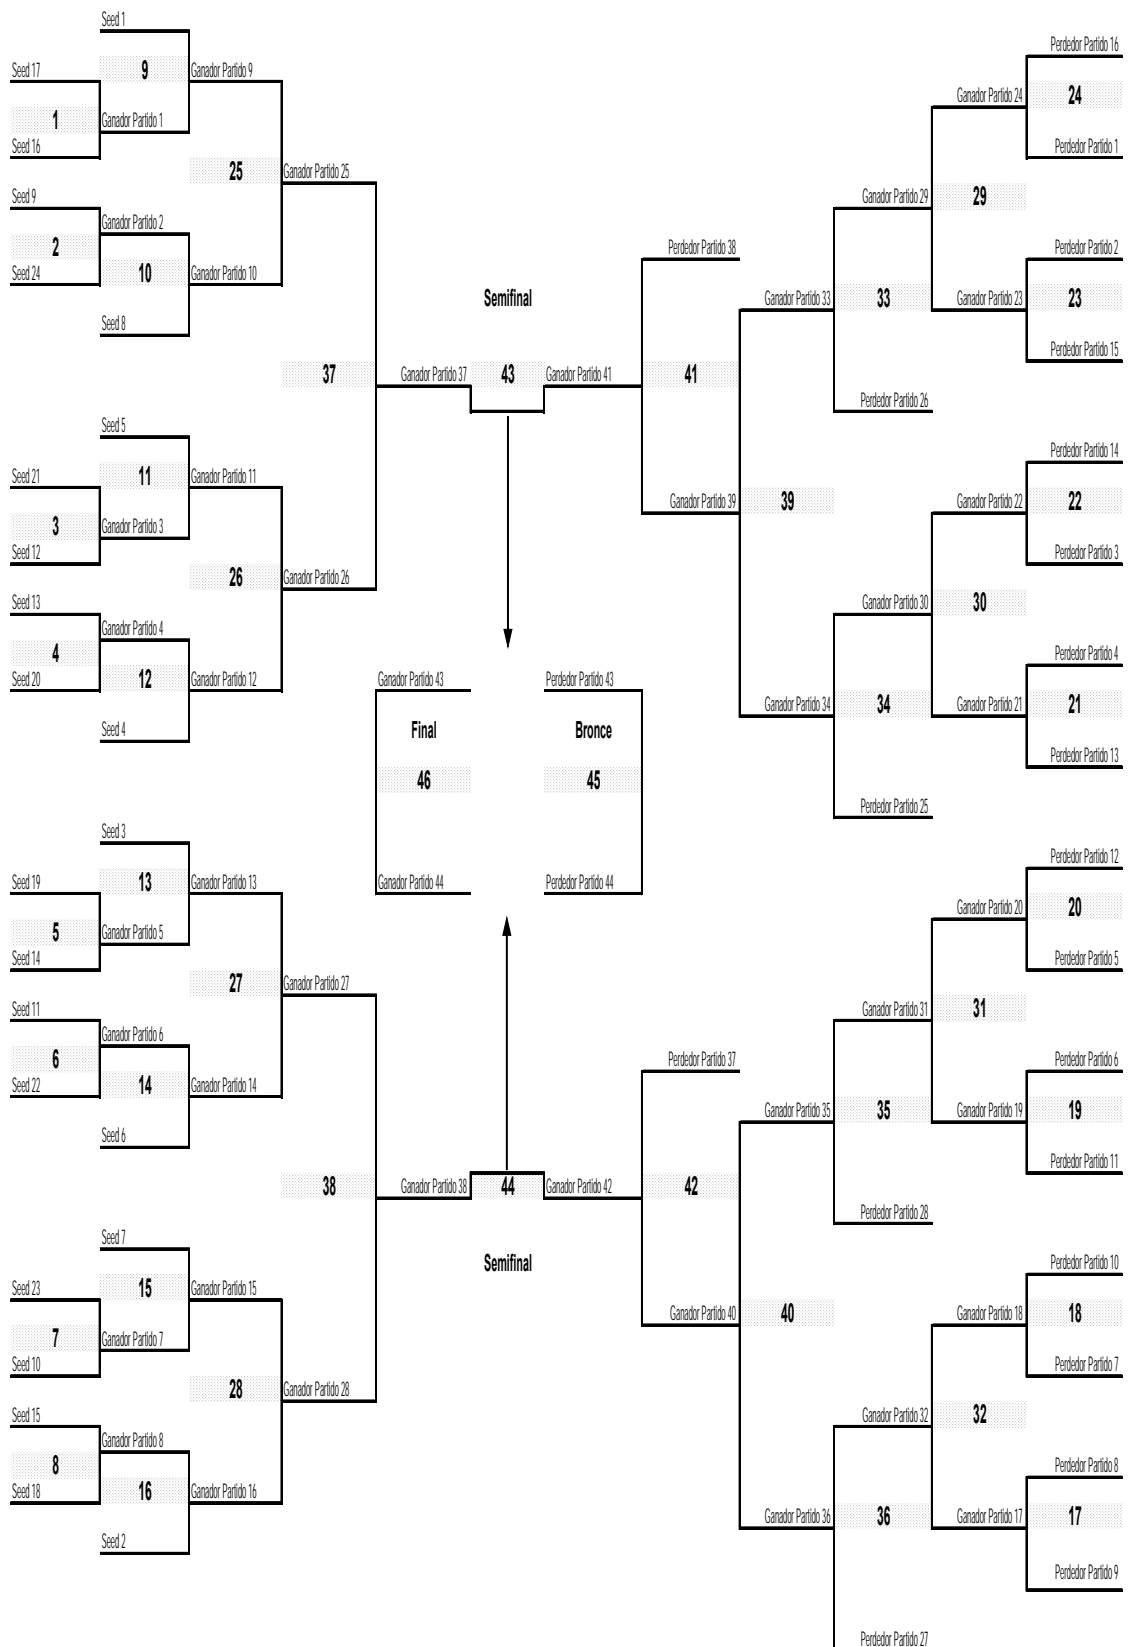 Seed 1
Perdedor Partido 16
Seed 17
9
Ganador Partido 9
Ganador Partido 24
24
1
Ganador Partido 1
Seed 16
Perdedor Partido 1
25
Ganador Partido 25
Seed 9
Ganador Partido 29
29
Ganador Partido 2
2
Perdedor Partido 38
Perdedor Partido 2
Seed 24
10
Ganador Partido 10
Semifinal
Ganador Partido 33
33
Ganador Partido 23
23
Seed 8
Perdedor Partido 15
37
Ganador Partido 37
43
Ganador Partido 41
41
Perdedor Partido 26
Seed 5
Perdedor Partido 14
Seed 21
11
Ganador Partido 11
Ganador Partido 39
39
Ganador Partido 22
22
3
Ganador Partido 3
Seed 12
Perdedor Partido 3
26
Ganador Partido 26
Seed 13
Ganador Partido 30
30
Ganador Partido 4
4
Perdedor Partido 4
Seed 20
12
Ganador Partido 12
Ganador Partido 43
Perdedor Partido 43
Ganador Partido 34
34
Ganador Partido 21
21
Seed 4
Final
Bronce
Perdedor Partido 13
46
45
Perdedor Partido 25
Seed 3
Perdedor Partido 12
Seed 19
13
Ganador Partido 13
Ganador Partido 44
Perdedor Partido 44
Ganador Partido 20
20
5
Ganador Partido 5
Seed 14
Perdedor Partido 5
27
Ganador Partido 27
Seed 11
Ganador Partido 31
31
Ganador Partido 6
6
Perdedor Partido 37
Perdedor Partido 6
Seed 22
14
Ganador Partido 14
Ganador Partido 35
35
Ganador Partido 19
19
Seed 6
Perdedor Partido 11
38
Ganador Partido 38
44
Ganador Partido 42
42
Perdedor Partido 28
Seed 7
Semifinal
Perdedor Partido 10
Seed 23
15
Ganador Partido 15
Ganador Partido 40
40
Ganador Partido 18
18
7
Ganador Partido 7
Seed 10
Perdedor Partido 7
28
Ganador Partido 28
Seed 15
Ganador Partido 32
32
Ganador Partido 8
8
Perdedor Partido 8
Seed 18
16
Ganador Partido 16
Ganador Partido 36
36
Ganador Partido 17
17
Seed 2
Perdedor Partido 9
Perdedor Partido 27